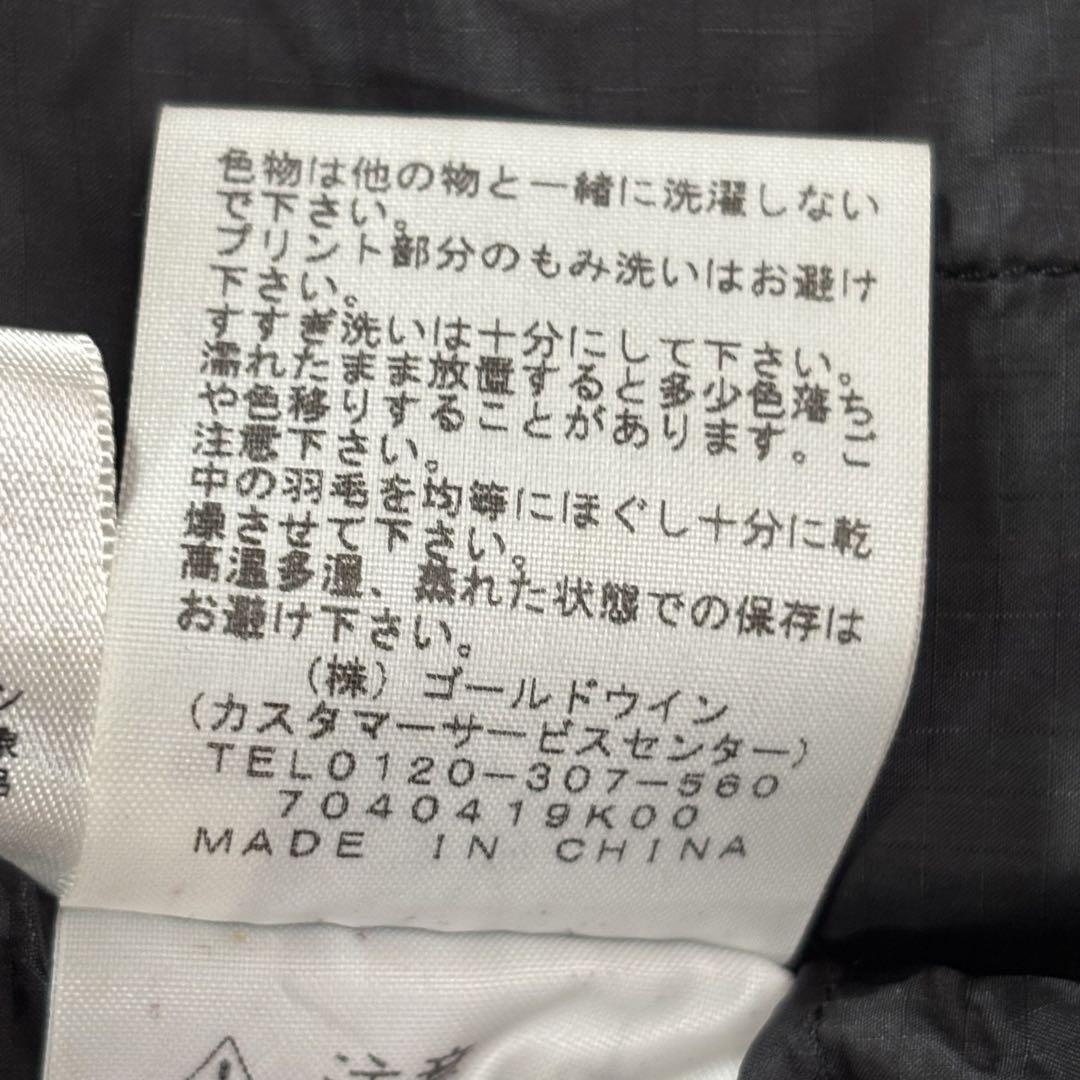 色物は他の物と一緒に洗濯しない
で下さい。
プリント部分のもみ洗いはお避け
下さい。
すすぎ洗いは十分にして下さい。
濡れたまま放置すると多少色落ち
や色移りすることがあります。ご
注意下さい。
中の羽毛を均等にほぐし十分に乾
燥させて下さい。
高温多湿、蒸れた状態での保存は
お避け下さい。
(株)ゴールドウイン
(カスタマーサービスセンター)
TEL0120-307-560
7040419K00
MADE IN CHINA
ン